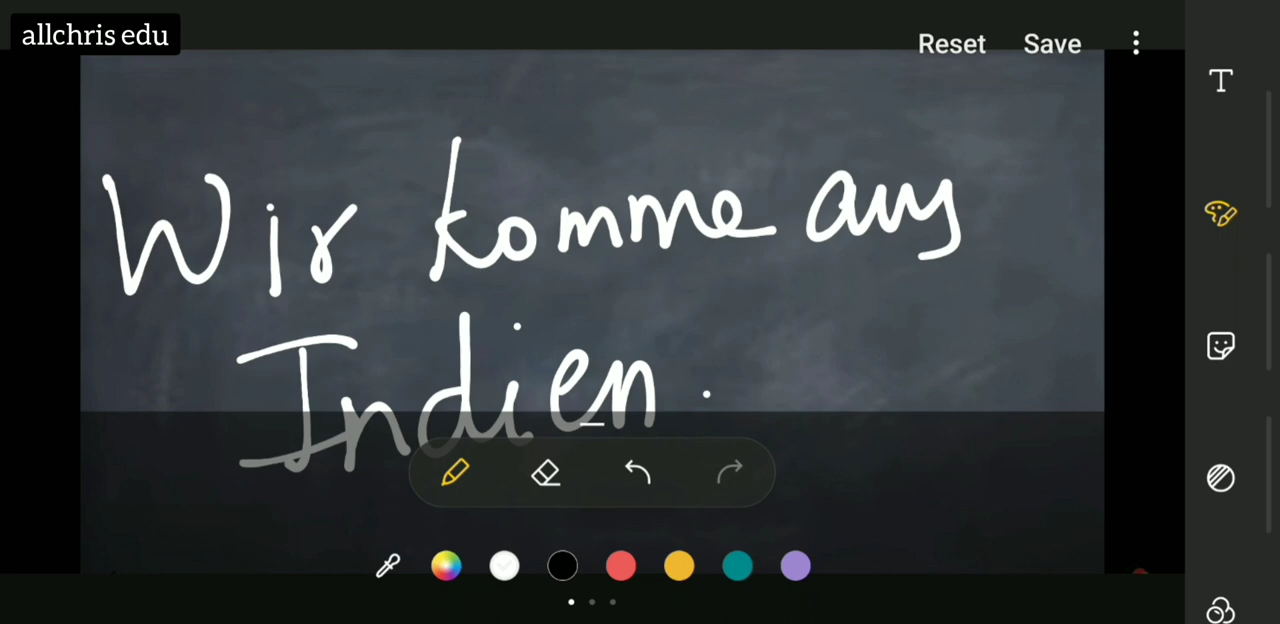 allchris edu
Reset Save
T
Wir komme aus
Indien.